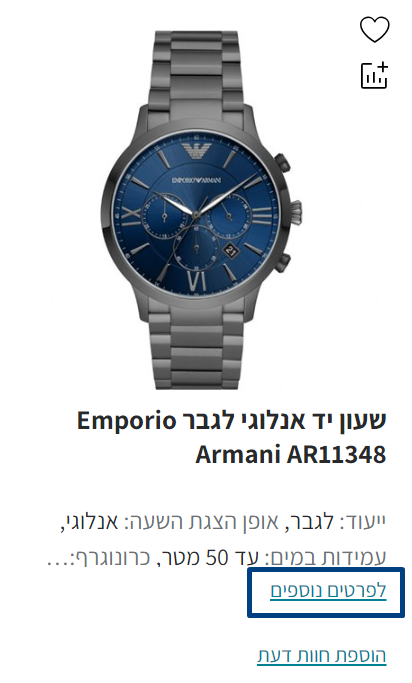 EMPORIO ARMANI
21
שעון יד אנלוגי לגבר Emporio
Armani AR11348
ייעוד: לגבר, אופן הצגת השעה: אנלוגי,
עמידות במים: עד 50 מטר, כרונוגרף:...
לפרטים נוספים
הוספת חוות דעת